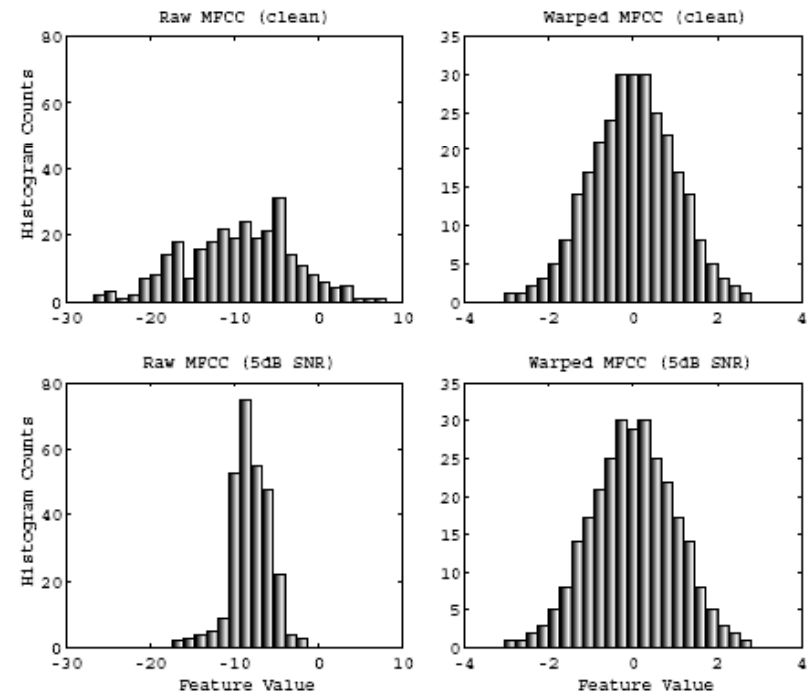 Raw MFCC (clean)
Histogram Counts
80
60
40
20
0
-30 -20 -10 0 10
Warped MFCC (clean)
35
30
25
20
15
10
5
0
-4 -2 0 2 4
Raw MFCC (5dB SNR)
Histogram Counts
80
60
40
20
0
-30 -20 -10 0 10
Feature Value
Warped MFCC (5dB SNR)
35
30
25
20
15
10
5
0
-4 -2 0 2 4
Feature Value